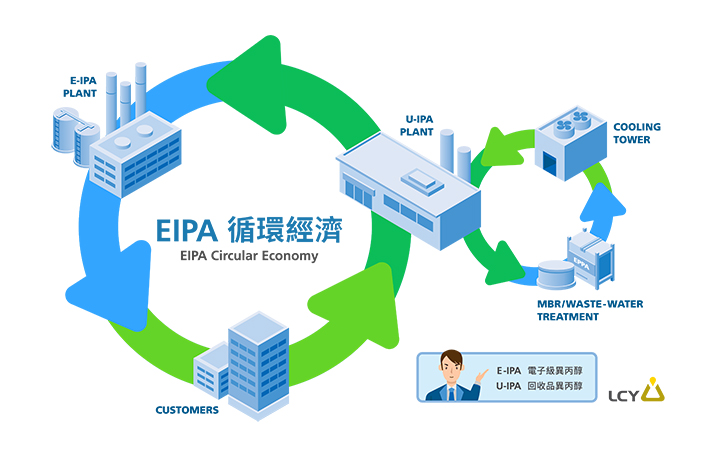 E-IPA
PLANT
U-IPA
PLANT
COOLING
TOWER
EIPA 循環經濟
EIPA Circular Economy
EPPA
MBR/WASTE-WATER
TREATMENT
CUSTOMERS
E-IPA 電子級異丙醇
U-IPA 回收品異丙醇
LCY